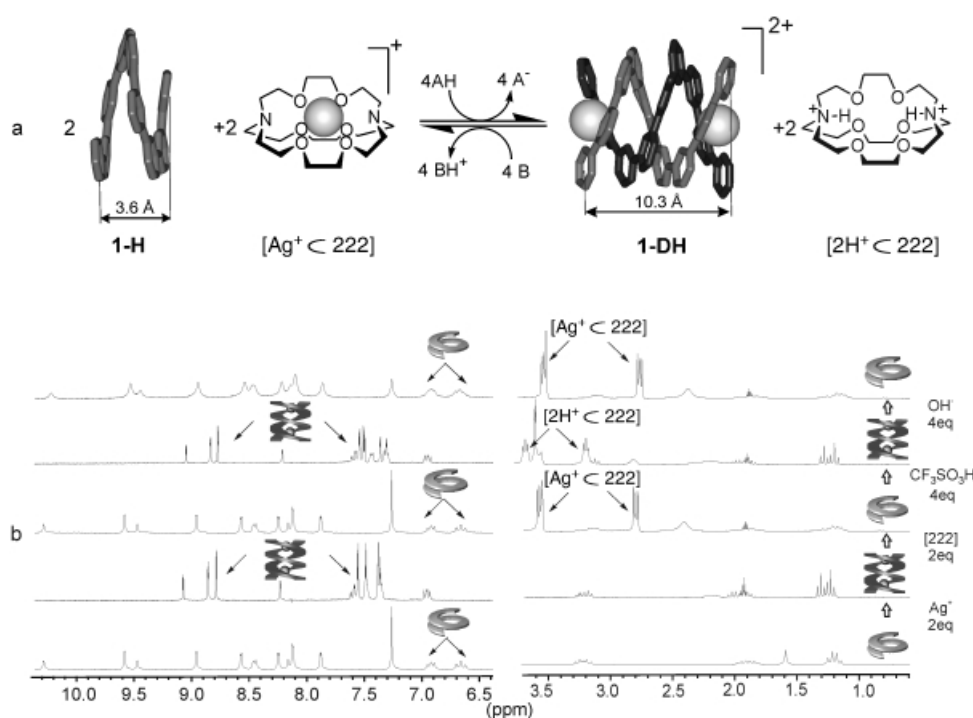 a
2
3.6 Å
1-H
+2
N
O
O
N
O
O
O
O
+
[Ag⁺ ⊂ 222]
4AH
4 A⁻
4 BH⁺
4 B
2+
10.3 Å
1-DH
+2
O
O
+
N-H
+
H-N
O
O
O
O
[2H⁺ ⊂ 222]
b
[Ag⁺ ⊂ 222]
[2H⁺ ⊂ 222]
[Ag⁺ ⊂ 222]
OH⁻
4eq
CF₃SO₃H
4eq
[222]
2eq
Ag⁺
2eq
10.0 9.5 9.0 8.5 8.0 7.5 7.0 6.5
3.5 3.0 2.5 2.0 1.5 1.0
(ppm)